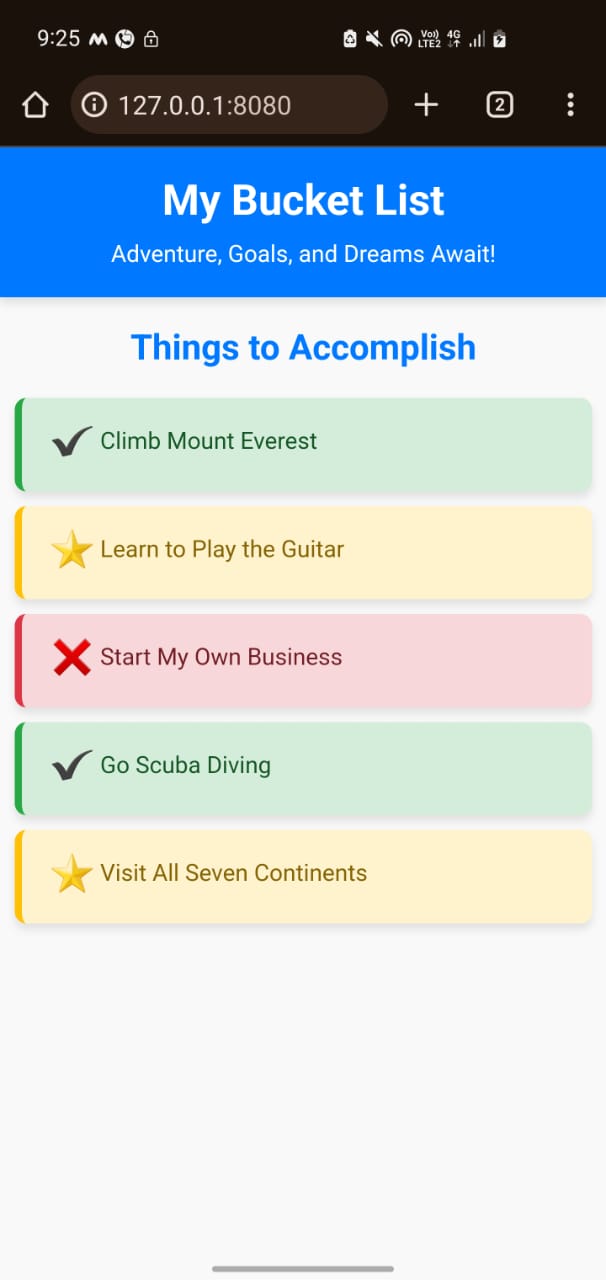 9:25
Vo) 4G
LTE2
127.0.0.1:8080
2
My Bucket List
Adventure, Goals, and Dreams Await!
Things to Accomplish
Climb Mount Everest
Learn to Play the Guitar
Start My Own Business
Go Scuba Diving
Visit All Seven Continents